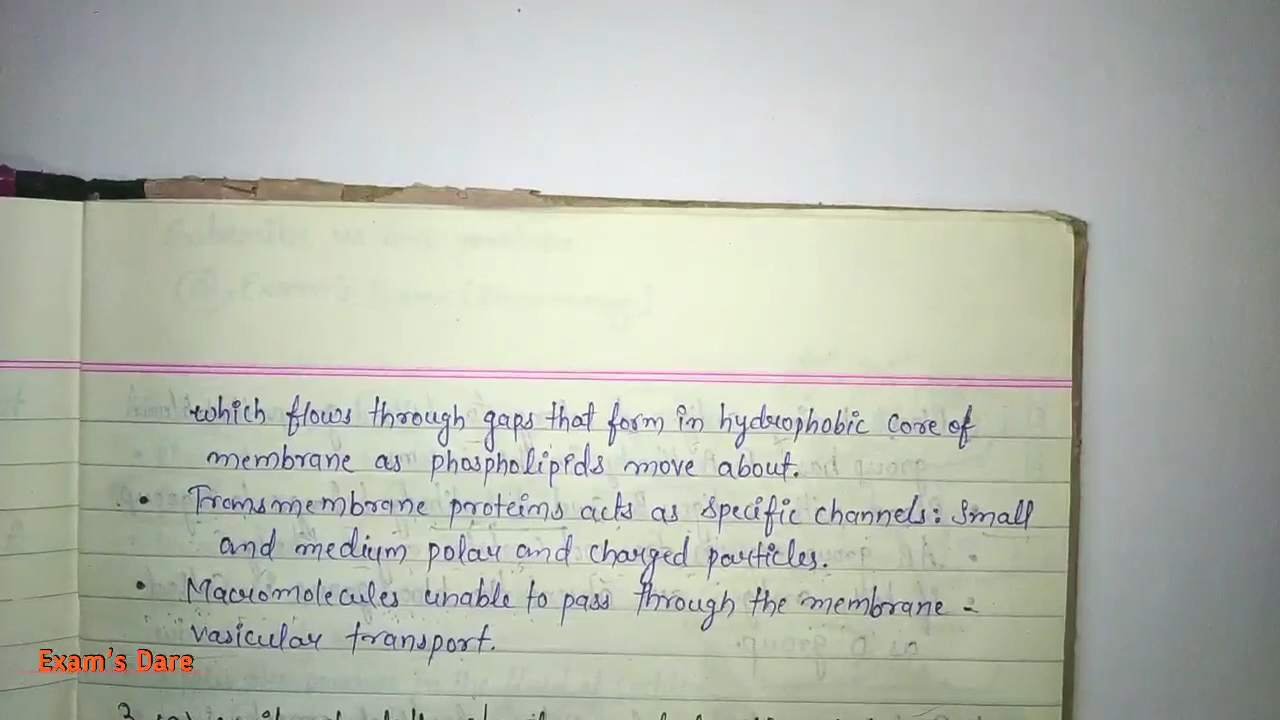 which flows through gaps that form in hydrophobic core of
membrane as phospholipids move about.
• Transmembrane proteins acts as specific channels: Small
and medium polar and charged particles.
• Macromolecules unable to pass through the membrane -
vasicular transport.
Exam's Dare